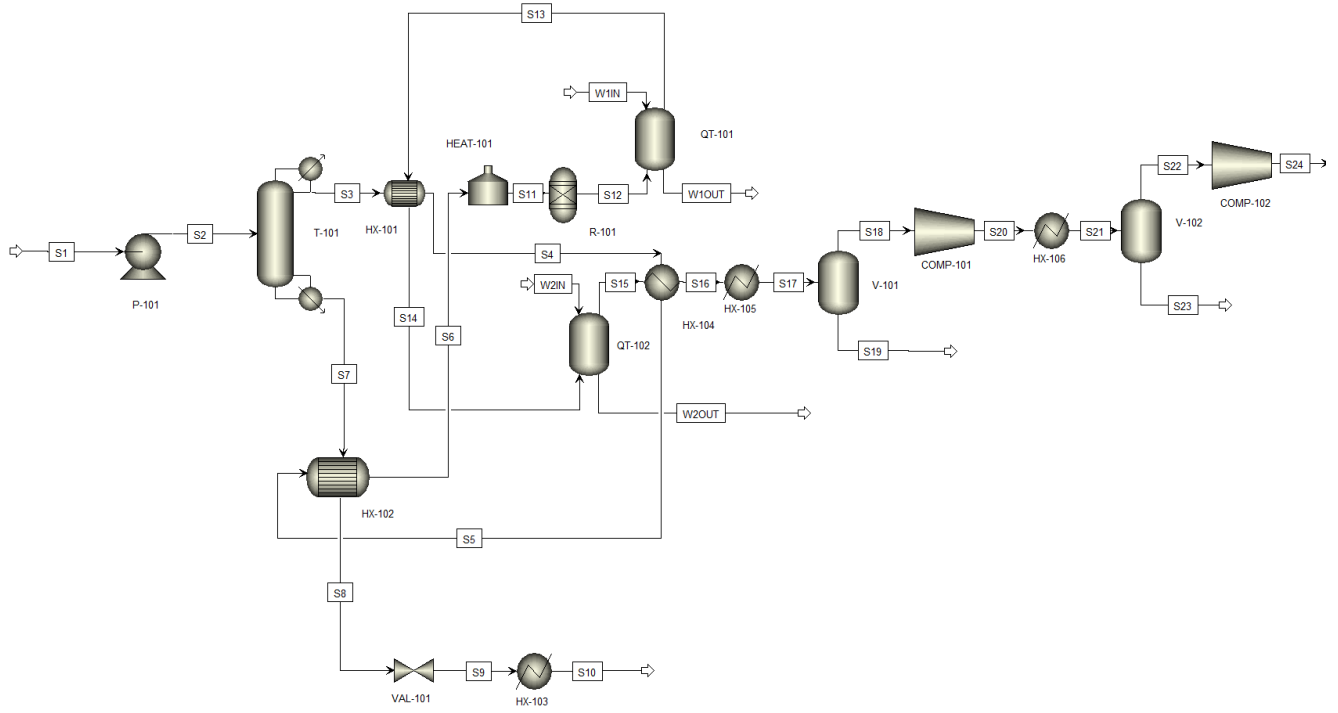 S13
W1IN
QT-101
HEAT-101
S11
S12
W1OUT
R-101
S3
HX-101
T-101
S1
S2
P-101
S4
S22
S24
COMP-102
V-102
S18
COMP-101
S20
HX-106
S21
S23
W2IN
S15
S16
HX-104
HX-105
S17
V-101
S19
S14
S6
QT-102
W2OUT
S7
HX-102
S5
S8
VAL-101
S9
HX-103
S10